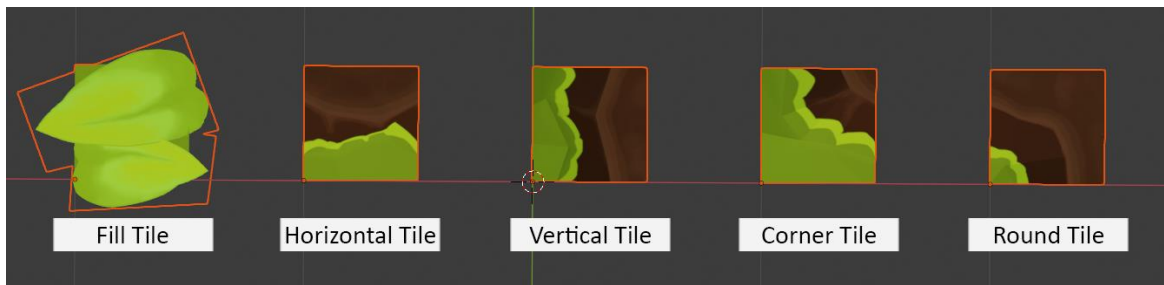 Fill Tile
Horizontal Tile
Vertical Tile
Corner Tile
Round Tile